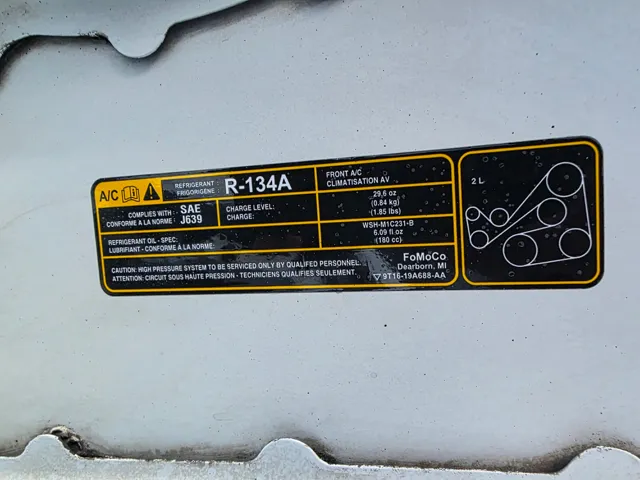 A/C REFRIGERANT R-134A FRONT A/C
FRIGORIGÈNE CLIMATISATION AV
COMPLIES WITH SAE CHARGE LEVEL: 29,6 oz
CONFORME A LA NORME: J639 CHARGE: (0.84 kg)
(1.85 lbs)
REFRIGERANT OIL - SPEC: WSH-M1C231-B
LUBRIFIANT - CONFORME A LA NORME: 6.09 fl oz
(180 cc)
CAUTION: HIGH PRESSURE SYSTEM TO BE SERVICED ONLY BY QUALIFED PERSONNEL.
ATTENTION: CIRCUIT SOUS HAUTE PRESSION - TECHNICIENS QUALIFIES SEULEMENT.
FoMoCo
Dearborn, MI
9T16-19A688-AA
2 L